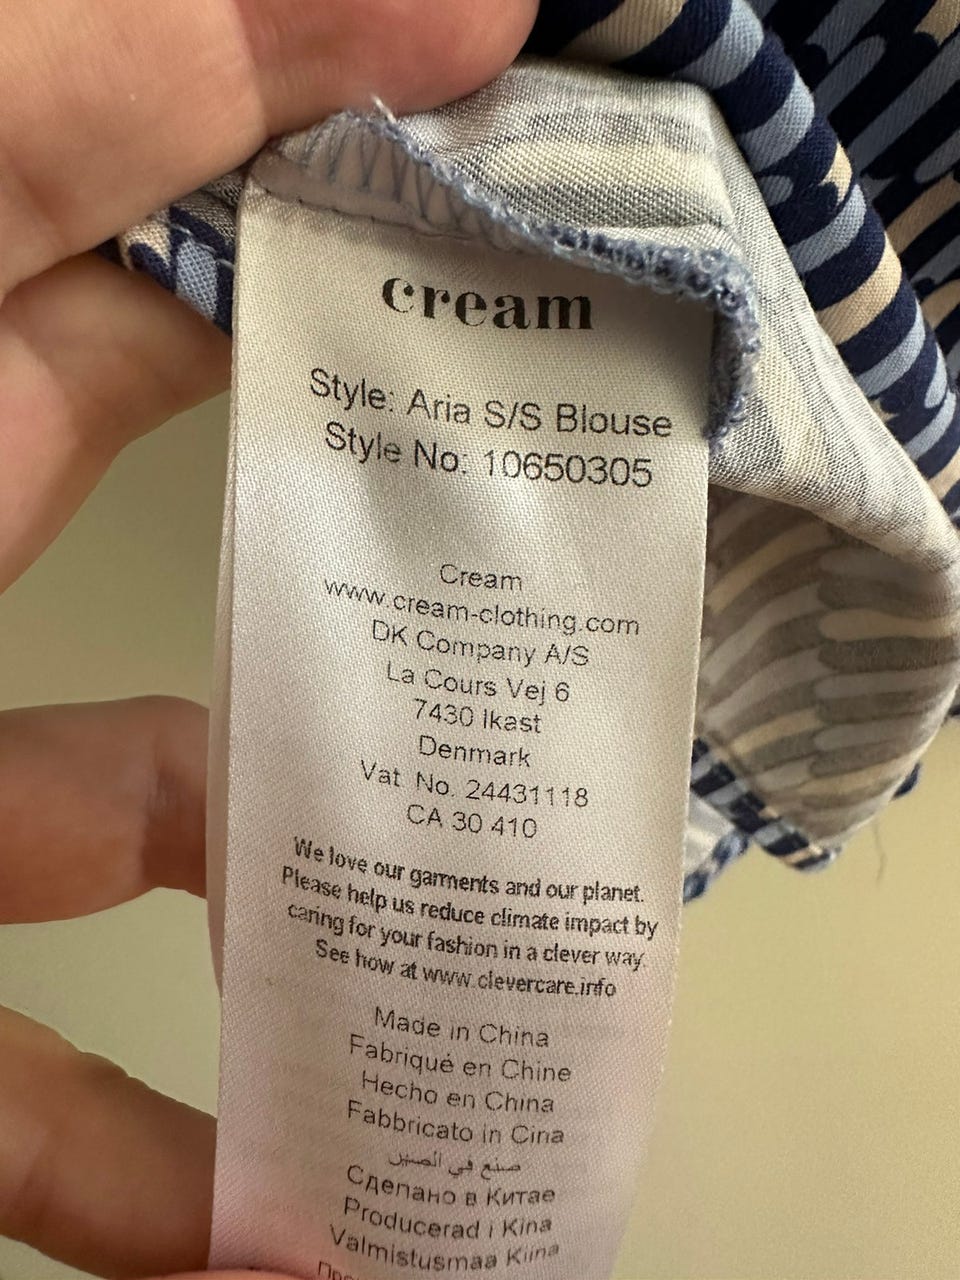 cream
Style: Aria S/S Blouse
Style No: 10650305
Cream
www.cream-clothing.com
DK Company A/S
La Cours Vej 6
7430 Ikast
Denmark
Vat No. 24431118
CA 30 410
We love our garments and our planet.
Please help us reduce climate impact by
caring for your fashion in a clever way.
See how at www.clevercare.info
Made in China
Fabriqué en Chine
Hecho en China
Fabbricato in Cina
صنع في الصين
Сделано в Китае
Producerad i Kina
Valmistusmaa Kiina